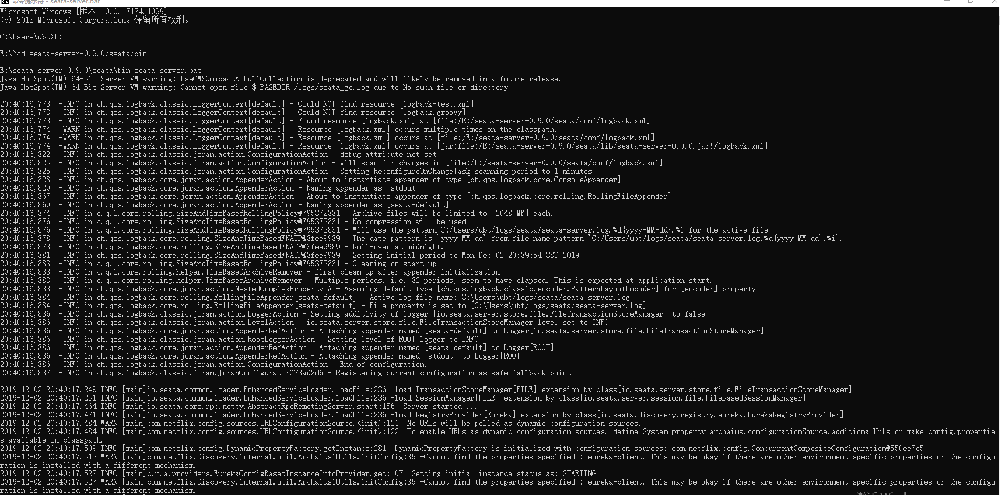 命令提示符 - seata-server.bat
Microsoft Windows [版本 10.0.17134.1099]
(c) 2018 Microsoft Corporation。保留所有权利。
C:\Users\ubt>E:
E:\>cd seata-server-0.9.0/seata/bin
E:\seata-server-0.9.0\seata\bin>seata-server.bat
Java HotSpot(TM) 64-Bit Server VM warning: UseCMSCompactAtFullCollection is deprecated and will likely be removed in a future release.
Java HotSpot(TM) 64-Bit Server VM warning: Cannot open file ${BASEDIR}/logs/seata_gc.log due to No such file or directory
20:40:16,773 |-INFO in ch.qos.logback.classic.LoggerContext[default] - Could NOT find resource [logback-test.xml]
20:40:16,773 |-INFO in ch.qos.logback.classic.LoggerContext[default] - Could NOT find resource [logback.groovy]
20:40:16,773 |-INFO in ch.qos.logback.classic.LoggerContext[default] - Found resource [logback.xml] at [file:/E:/seata-server-0.9.0/seata/conf/logback.xml]
20:40:16,774 |-WARN in ch.qos.logback.classic.LoggerContext[default] - Resource [logback.xml] occurs multiple times on the classpath.
20:40:16,774 |-WARN in ch.qos.logback.classic.LoggerContext[default] - Resource [logback.xml] occurs at [file:/E:/seata-server-0.9.0/seata/conf/logback.xml]
20:40:16,774 |-WARN in ch.qos.logback.classic.LoggerContext[default] - Resource [logback.xml] occurs at [jar:file:/E:/seata-server-0.9.0/seata/lib/seata-server-0.9.0.jar!/logback.xml]
20:40:16,822 |-INFO in ch.qos.logback.classic.joran.action.ConfigurationAction - debug attribute not set
20:40:16,825 |-INFO in ch.qos.logback.classic.joran.action.ConfigurationAction - Will scan for changes in [file:/E:/seata-server-0.9.0/seata/conf/logback.xml]
20:40:16,825 |-INFO in ch.qos.logback.classic.joran.action.ConfigurationAction - Setting ReconfigureOnChangeTask scanning period to 1 minutes
20:40:16,828 |-INFO in ch.qos.logback.core.joran.action.AppenderAction - About to instantiate appender of type [ch.qos.logback.core.ConsoleAppender]
20:40:16,829 |-INFO in ch.qos.logback.core.joran.action.AppenderAction - Naming appender as [stdout]
20:40:16,867 |-INFO in ch.qos.logback.core.joran.action.AppenderAction - About to instantiate appender of type [ch.qos.logback.core.rolling.RollingFileAppender]
20:40:16,869 |-INFO in ch.qos.logback.core.joran.action.AppenderAction - Naming appender as [seata-default]
20:40:16,874 |-INFO in c.q.l.core.rolling.SizeAndTimeBasedRollingPolicy@795372831 - Archive files will be limited to [2048 MB] each.
20:40:16,876 |-INFO in c.q.l.core.rolling.SizeAndTimeBasedRollingPolicy@795372831 - No compression will be used
20:40:16,876 |-INFO in c.q.l.core.rolling.SizeAndTimeBasedRollingPolicy@795372831 - Will use the pattern C:/Users/ubt/logs/seata/seata-server.log.%d{yyyy-MM-dd}.%i for the active file
20:40:16,878 |-INFO in ch.qos.logback.core.rolling.SizeAndTimeBasedFNATP@3fee9989 - The date pattern is 'yyyy-MM-dd' from file name pattern 'C:/Users/ubt/logs/seata/seata-server.log.%d{yyyy-MM-dd}.%i'.
20:40:16,878 |-INFO in ch.qos.logback.core.rolling.SizeAndTimeBasedFNATP@3fee9989 - Roll-over at midnight.
20:40:16,881 |-INFO in ch.qos.logback.core.rolling.SizeAndTimeBasedFNATP@3fee9989 - Setting initial period to Mon Dec 02 20:39:54 CST 2019
20:40:16,883 |-INFO in c.q.l.core.rolling.SizeAndTimeBasedRollingPolicy@795372831 - Cleaning on start up
20:40:16,883 |-INFO in c.q.l.core.rolling.helper.TimeBasedArchiveRemover - first clean up after appender initialization
20:40:16,883 |-INFO in c.q.l.core.rolling.helper.TimeBasedArchiveRemover - Multiple periods, i.e. 32 periods, seem to have elapsed. This is expected at application start.
20:40:16,883 |-INFO in ch.qos.logback.core.joran.action.NestedComplexPropertyIA - Assuming default type [ch.qos.logback.classic.encoder.PatternLayoutEncoder] for [encoder] property
20:40:16,884 |-INFO in ch.qos.logback.core.rolling.RollingFileAppender[seata-default] - Active log file name: C:\Users\ubt/logs/seata/seata-server.log
20:40:16,884 |-INFO in ch.qos.logback.core.rolling.RollingFileAppender[seata-default] - File property is set to [C:\Users\ubt/logs/seata/seata-server.log]
20:40:16,886 |-INFO in ch.qos.logback.classic.joran.action.LoggerAction - Setting additivity of logger [io.seata.server.store.file.FileTransactionStoreManager] to false
20:40:16,886 |-INFO in ch.qos.logback.classic.joran.action.LevelAction - io.seata.server.store.file.FileTransactionStoreManager level set to INFO
20:40:16,886 |-INFO in ch.qos.logback.core.joran.action.AppenderRefAction - Attaching appender named [seata-default] to Logger[io.seata.server.store.file.FileTransactionStoreManager]
20:40:16,886 |-INFO in ch.qos.logback.classic.joran.action.RootLoggerAction - Setting level of ROOT logger to INFO
20:40:16,886 |-INFO in ch.qos.logback.core.joran.action.AppenderRefAction - Attaching appender named [seata-default] to Logger[ROOT]
20:40:16,886 |-INFO in ch.qos.logback.core.joran.action.AppenderRefAction - Attaching appender named [stdout] to Logger[ROOT]
20:40:16,886 |-INFO in ch.qos.logback.classic.joran.action.ConfigurationAction - End of configuration.
20:40:16,887 |-INFO in ch.qos.logback.classic.joran.JoranConfigurator@73ad2d6 - Registering current configuration as safe fallback point
2019-12-02 20:40:17.249 INFO [main]io.seata.common.loader.EnhancedServiceLoader.loadFile:236 -load TransactionStoreManager[FILE] extension by class[io.seata.server.store.file.FileTransactionStoreManager]
2019-12-02 20:40:17.251 INFO [main]io.seata.common.loader.EnhancedServiceLoader.loadFile:236 -load SessionManager[FILE] extension by class[io.seata.server.session.file.FileBasedSessionManager]
2019-12-02 20:40:17.464 INFO [main]io.seata.core.rpc.netty.AbstractRpcRemotingServer.start:156 -Server started ...
2019-12-02 20:40:17.471 INFO [main]io.seata.common.loader.EnhancedServiceLoader.loadFile:236 -load RegistryProvider[Eureka] extension by class[io.seata.discovery.registry.eureka.EurekaRegistryProvider]
2019-12-02 20:40:17.484 WARN [main]com.netflix.config.sources.URLConfigurationSource.<init>:121 -No URLs will be polled as dynamic configuration sources.
2019-12-02 20:40:17.484 INFO [main]com.netflix.config.sources.URLConfigurationSource.<init>:122 -To enable URLs as dynamic configuration sources, define System property archaius.configurationSource.additionalUrls or make config.propertie
s available on classpath.
2019-12-02 20:40:17.509 INFO [main]com.netflix.config.DynamicPropertyFactory.getInstance:281 -DynamicPropertyFactory is initialized with configuration sources: com.netflix.config.ConcurrentCompositeConfiguration@550ee7e5
2019-12-02 20:40:17.512 WARN [main]com.netflix.discovery.internal.util.Archaius1Utils.initConfig:35 -Cannot find the properties specified : eureka-client. This may be okay if there are other environment specific properties or the configu
ration is installed with a different mechanism.
2019-12-02 20:40:17.522 INFO [main]c.n.a.providers.EurekaConfigBasedInstanceInfoProvider.get:107 -Setting initial instance status as: STARTING
2019-12-02 20:40:17.527 WARN [main]com.netflix.discovery.internal.util.Archaius1Utils.initConfig:35 -Cannot find the properties specified : eureka-client. This may be okay if there are other environment specific properties or the configu
ration is installed with a different mechanism.